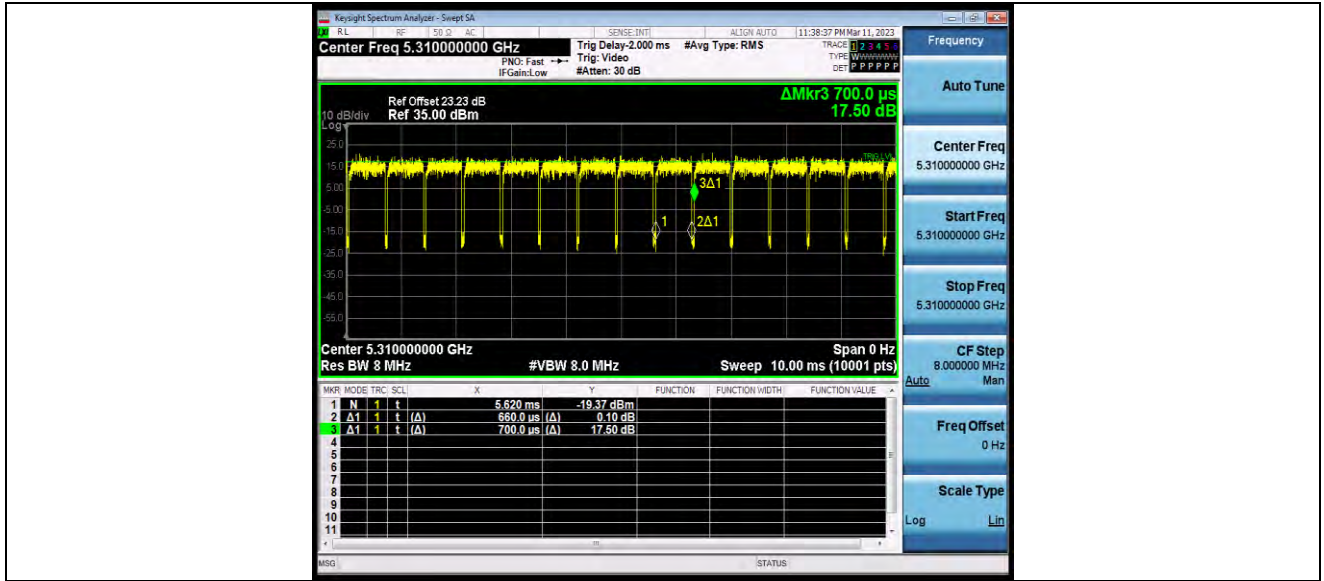 Keysight Spectrum Analyzer - Swept SA
RL RF 50 Ω AC SENSE:INT ALIGN AUTO 11:38:37 PM Mar 11, 2023
Center Freq 5.310000000 GHz
Trig Delay-2.000 ms #Avg Type: RMS
TRACE 1 2 3 4 5 6
PNO: Fast Trig: Video
TYPE WWWWWW
IFGain:Low #Atten: 30 dB
DET P P P P P P
Frequency
ΔMkr3 700.0 µs
17.50 dB
Ref Offset 23.23 dB
10 dB/div Ref 35.00 dBm
Log
25.0
15.0
5.00
-5.00
-15.0
-25.0
-35.0
-45.0
-55.0
TRIG LVL
3Δ1
1
2Δ1
Center 5.310000000 GHz Span 0 Hz
Res BW 8 MHz #VBW 8.0 MHz Sweep 10.00 ms (10001 pts)
MKR MODE TRC SCL X Y FUNCTION FUNCTION WIDTH FUNCTION VALUE
1 N 1 t 5.620 ms -19.37 dBm
2 Δ1 1 t (Δ) 660.0 µs (Δ) 0.10 dB
3 Δ1 1 t (Δ) 700.0 µs (Δ) 17.50 dB
4
5
6
7
8
9
10
11
MSG STATUS
Auto Tune
Center Freq
5.310000000 GHz
Start Freq
5.310000000 GHz
Stop Freq
5.310000000 GHz
CF Step
8.000000 MHz
Auto Man
Freq Offset
0 Hz
Scale Type
Log Lin